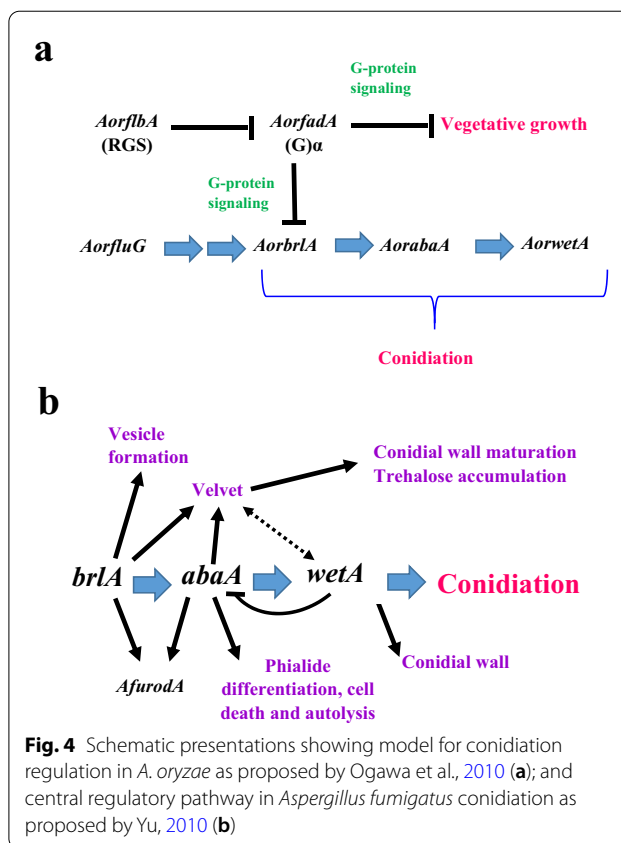 a
G-protein
signaling
AorflbA
(RGS)
AorfadA
(G)α
Vegetative growth
G-protein
signaling
AorfluG
AorbrlA
AorabaA
AorwetA
Conidiation
b
Vesicle
formation
Velvet
Conidial wall maturation
Trehalose accumulation
brlA
abaA
wetA
Conidiation
AfurodA
Phialide
differentiation, cell
death and autolysis
Conidial wall
Fig. 4 Schematic presentations showing model for conidiation
regulation in A. oryzae as proposed by Ogawa et al., 2010 (a); and
central regulatory pathway in Aspergillus fumigatus conidiation as
proposed by Yu, 2010 (b)